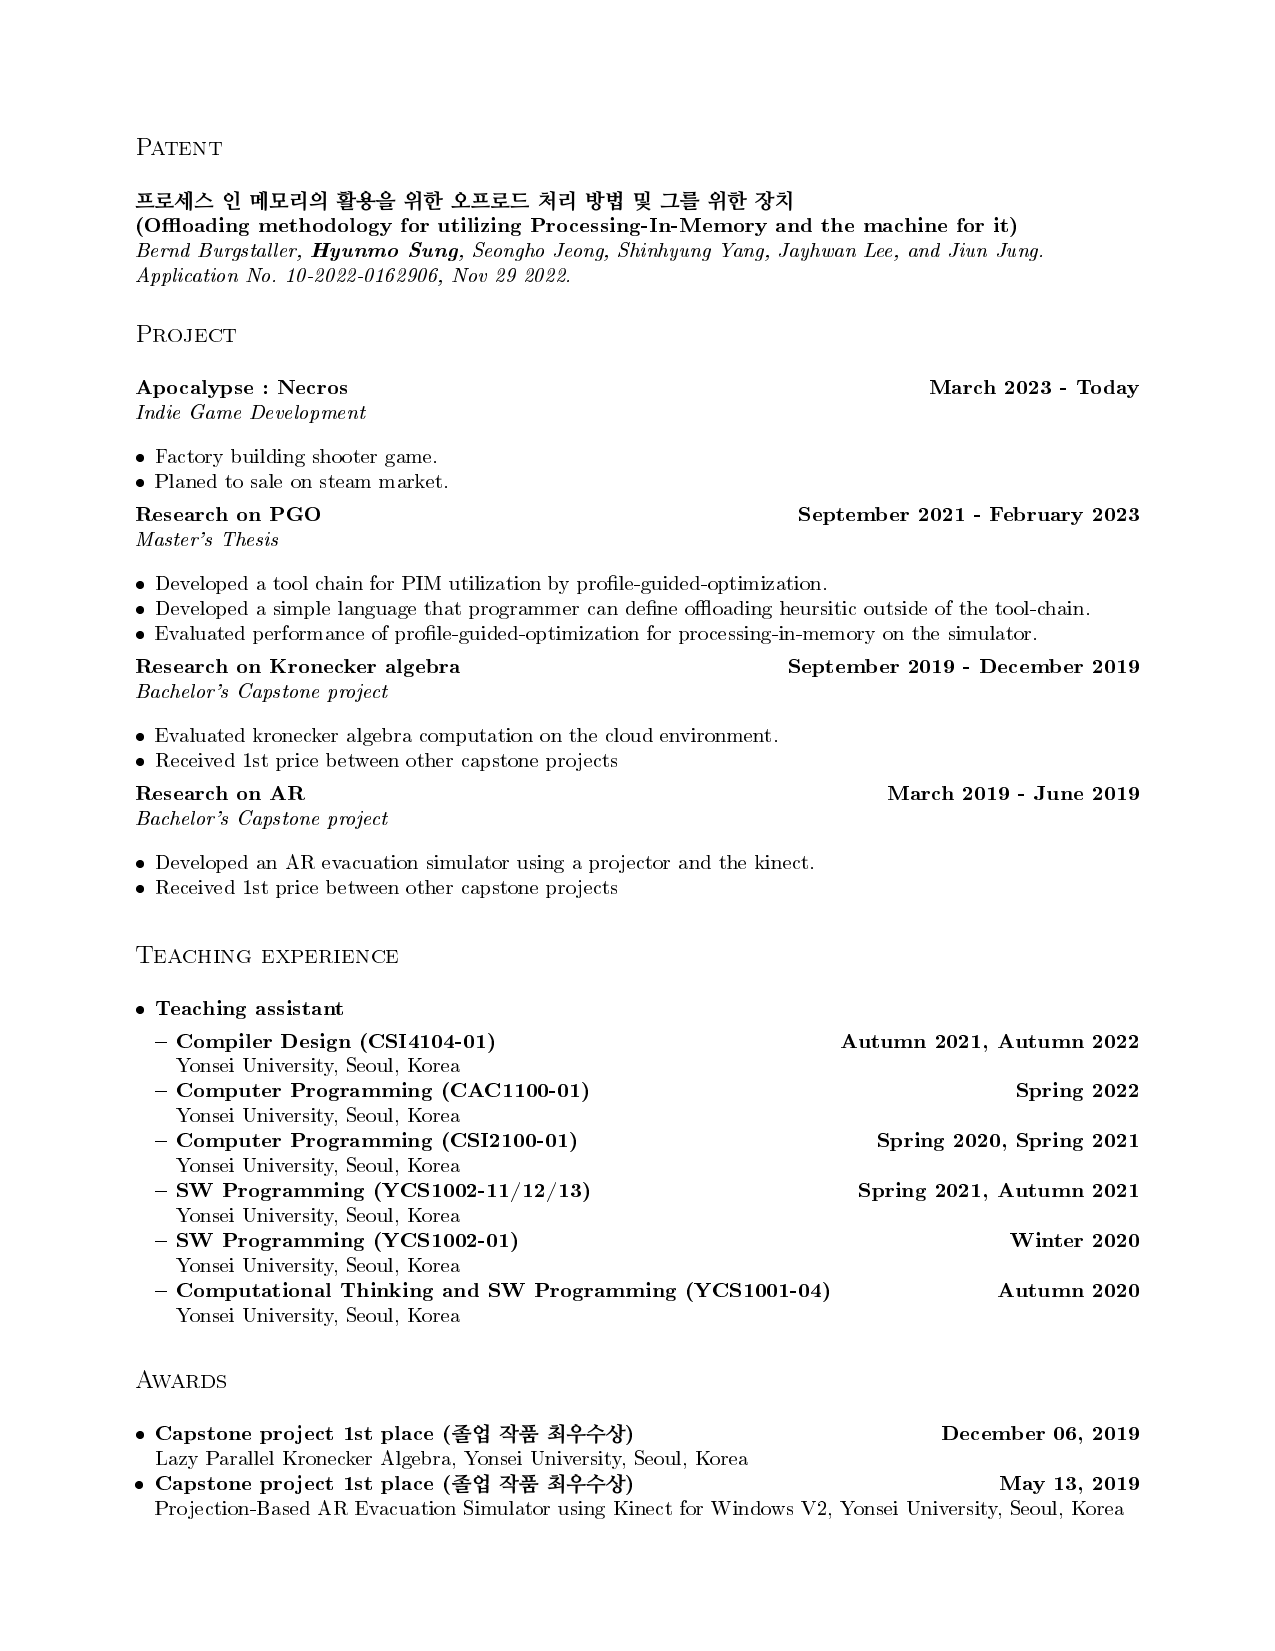 PATENT
프로세스 인 메모리의 활용을 위한 오프로드 처리 방법 및 그를 위한 장치
(Offloading methodology for utilizing Processing-In-Memory and the machine for it)
Bernd Burgstaller, Hyunmo Sung, Seongho Jeong, Shinhyung Yang, Jayhwan Lee, and Jiun Jung.
Application No. 10-2022-0162906, Nov 29 2022.
PROJECT
Apocalypse : Necros March 2023 - Today
Indie Game Development
• Factory building shooter game.
• Planed to sale on steam market.
Research on PGO September 2021 - February 2023
Master's Thesis
• Developed a tool chain for PIM utilization by profile-guided-optimization.
• Developed a simple language that programmer can define offloading heursitic outside of the tool-chain.
• Evaluated performance of profile-guided-optimization for processing-in-memory on the simulator.
Research on Kronecker algebra September 2019 - December 2019
Bachelor's Capstone project
• Evaluated kronecker algebra computation on the cloud environment.
• Received 1st price between other capstone projects
Research on AR March 2019 - June 2019
Bachelor's Capstone project
• Developed an AR evacuation simulator using a projector and the kinect.
• Received 1st price between other capstone projects
TEACHING EXPERIENCE
• Teaching assistant
– Compiler Design (CSI4104-01) Autumn 2021, Autumn 2022
Yonsei University, Seoul, Korea
– Computer Programming (CAC1100-01) Spring 2022
Yonsei University, Seoul, Korea
– Computer Programming (CSI2100-01) Spring 2020, Spring 2021
Yonsei University, Seoul, Korea
– SW Programming (YCS1002-11/12/13) Spring 2021, Autumn 2021
Yonsei University, Seoul, Korea
– SW Programming (YCS1002-01) Winter 2020
Yonsei University, Seoul, Korea
– Computational Thinking and SW Programming (YCS1001-04) Autumn 2020
Yonsei University, Seoul, Korea
AWARDS
• Capstone project 1st place (졸업 작품 최우수상) December 06, 2019
Lazy Parallel Kronecker Algebra, Yonsei University, Seoul, Korea
• Capstone project 1st place (졸업 작품 최우수상) May 13, 2019
Projection-Based AR Evacuation Simulator using Kinect for Windows V2, Yonsei University, Seoul, Korea